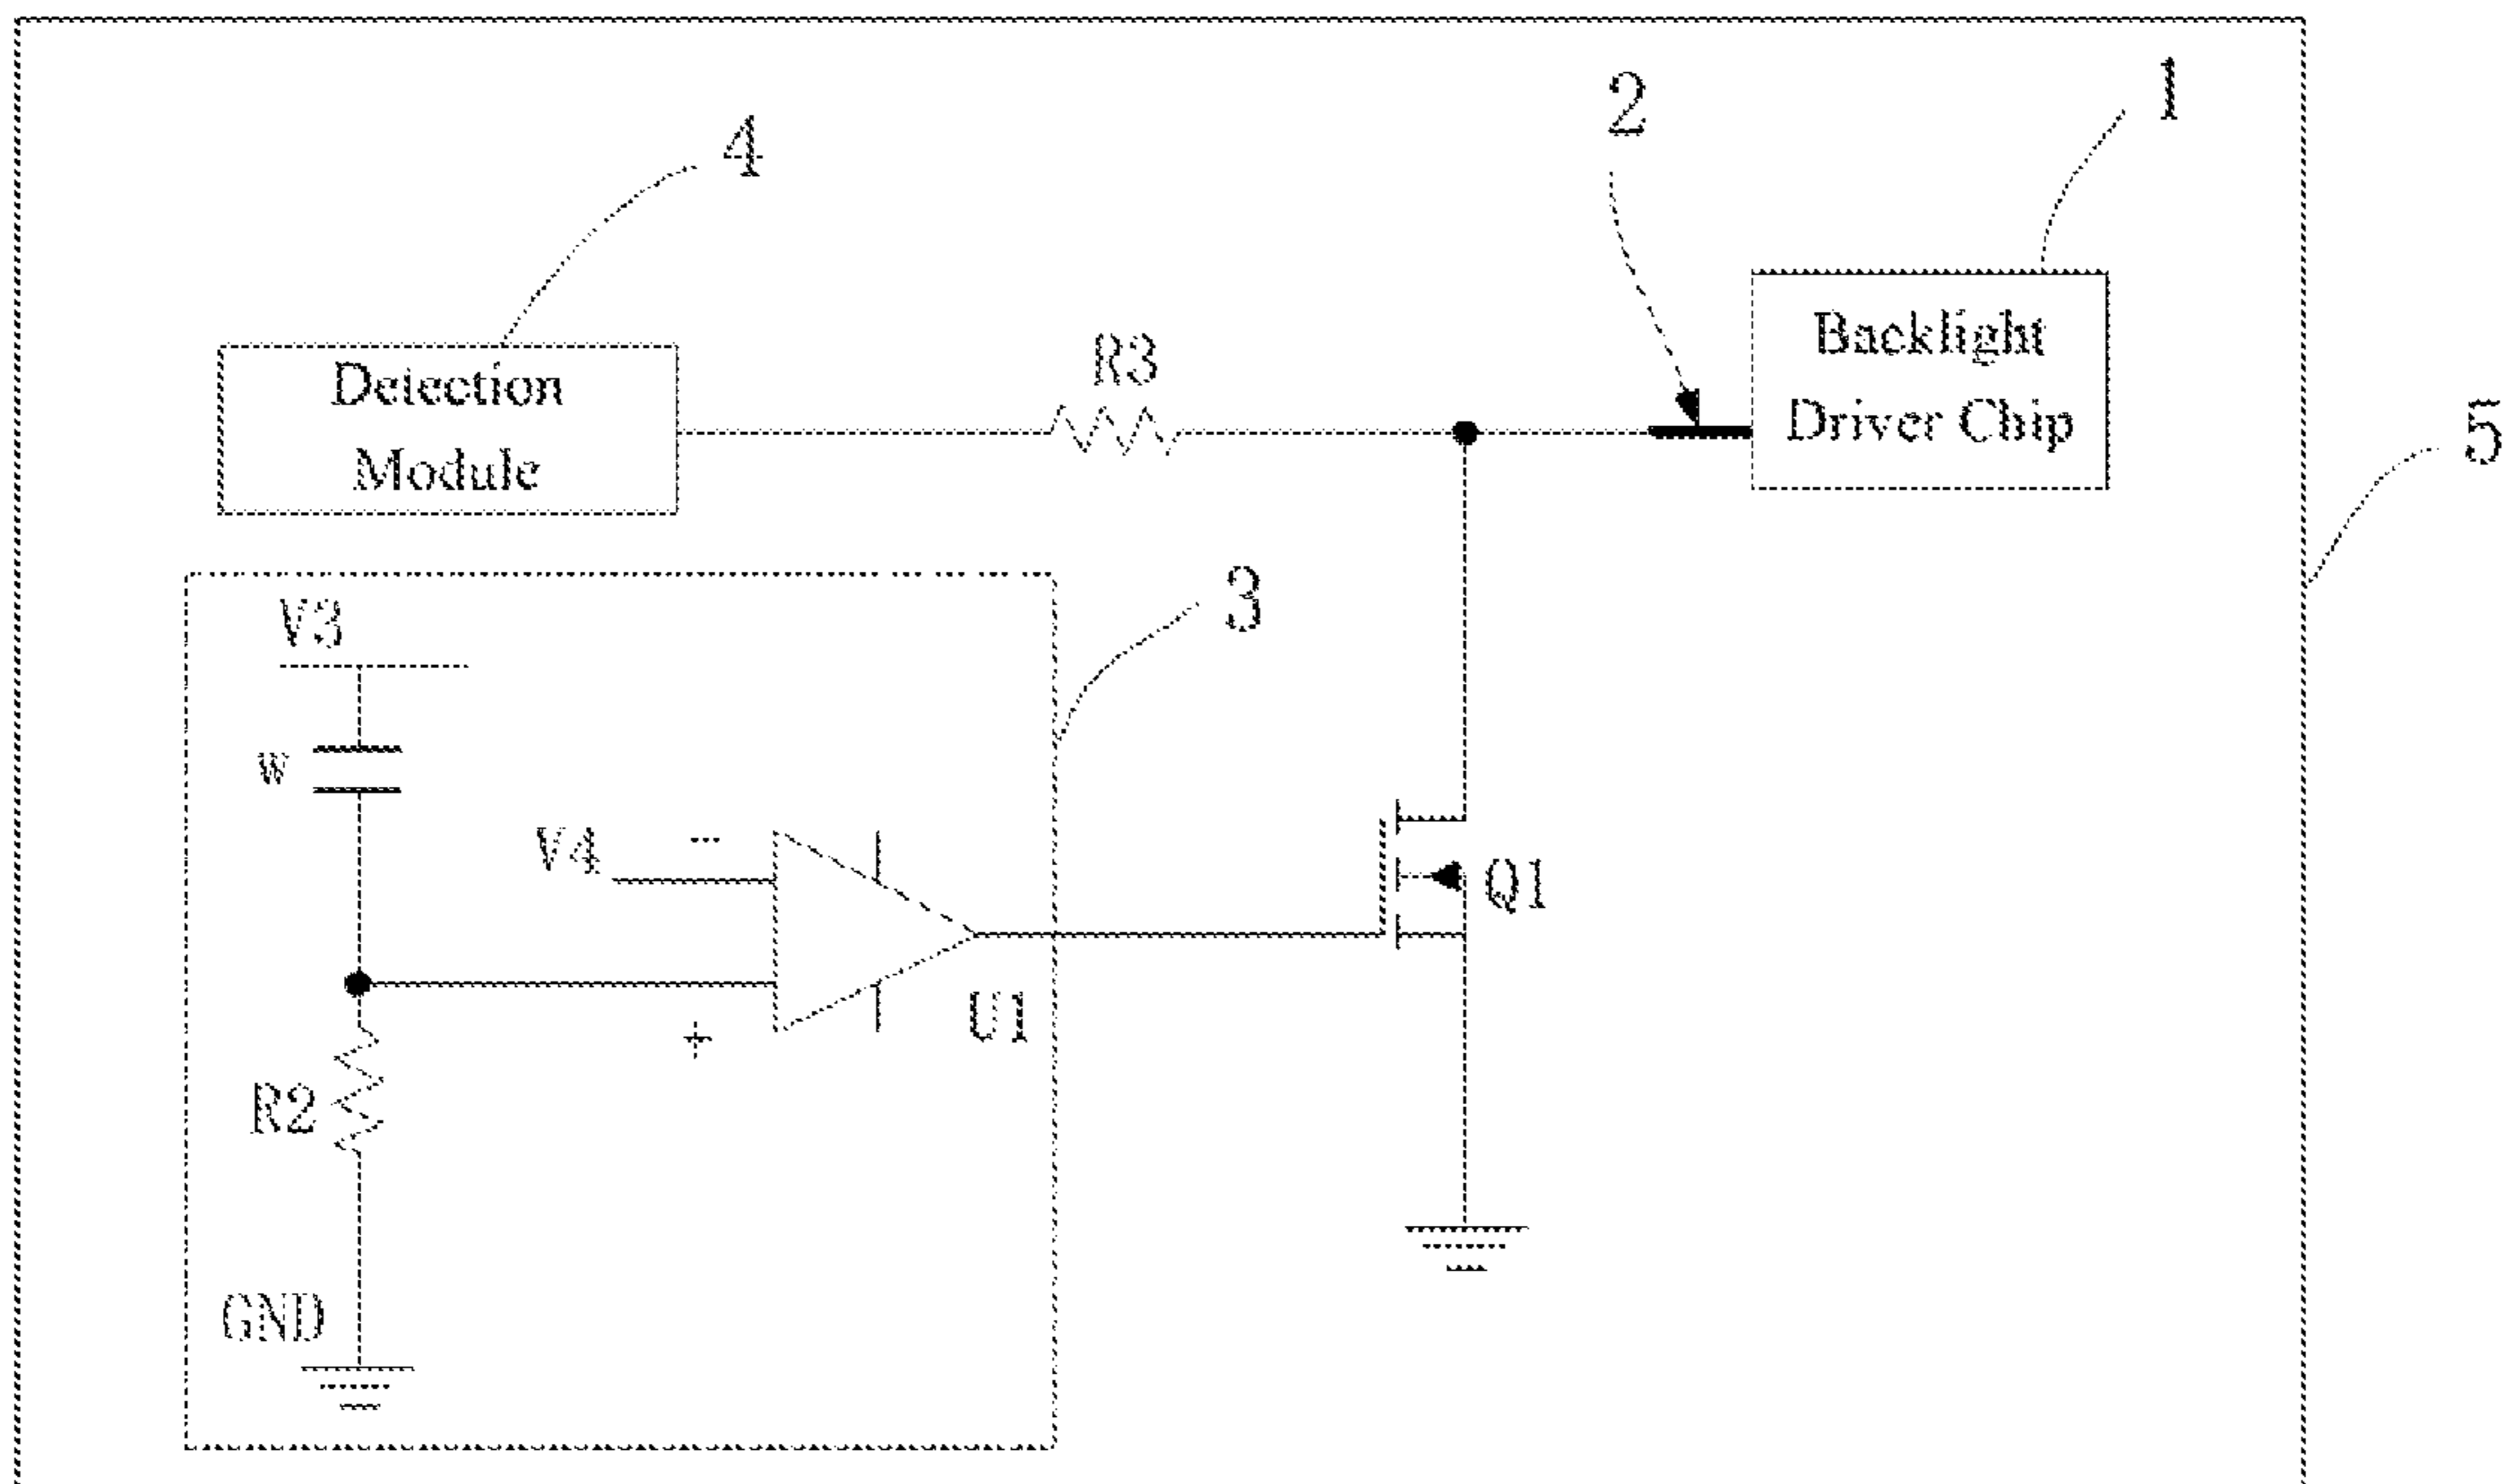 1
2
4
Backlight
Driver Chip
R3
Detection
Module
5
3
V3
W
V4
-
Q1
U1
+
R2
GND